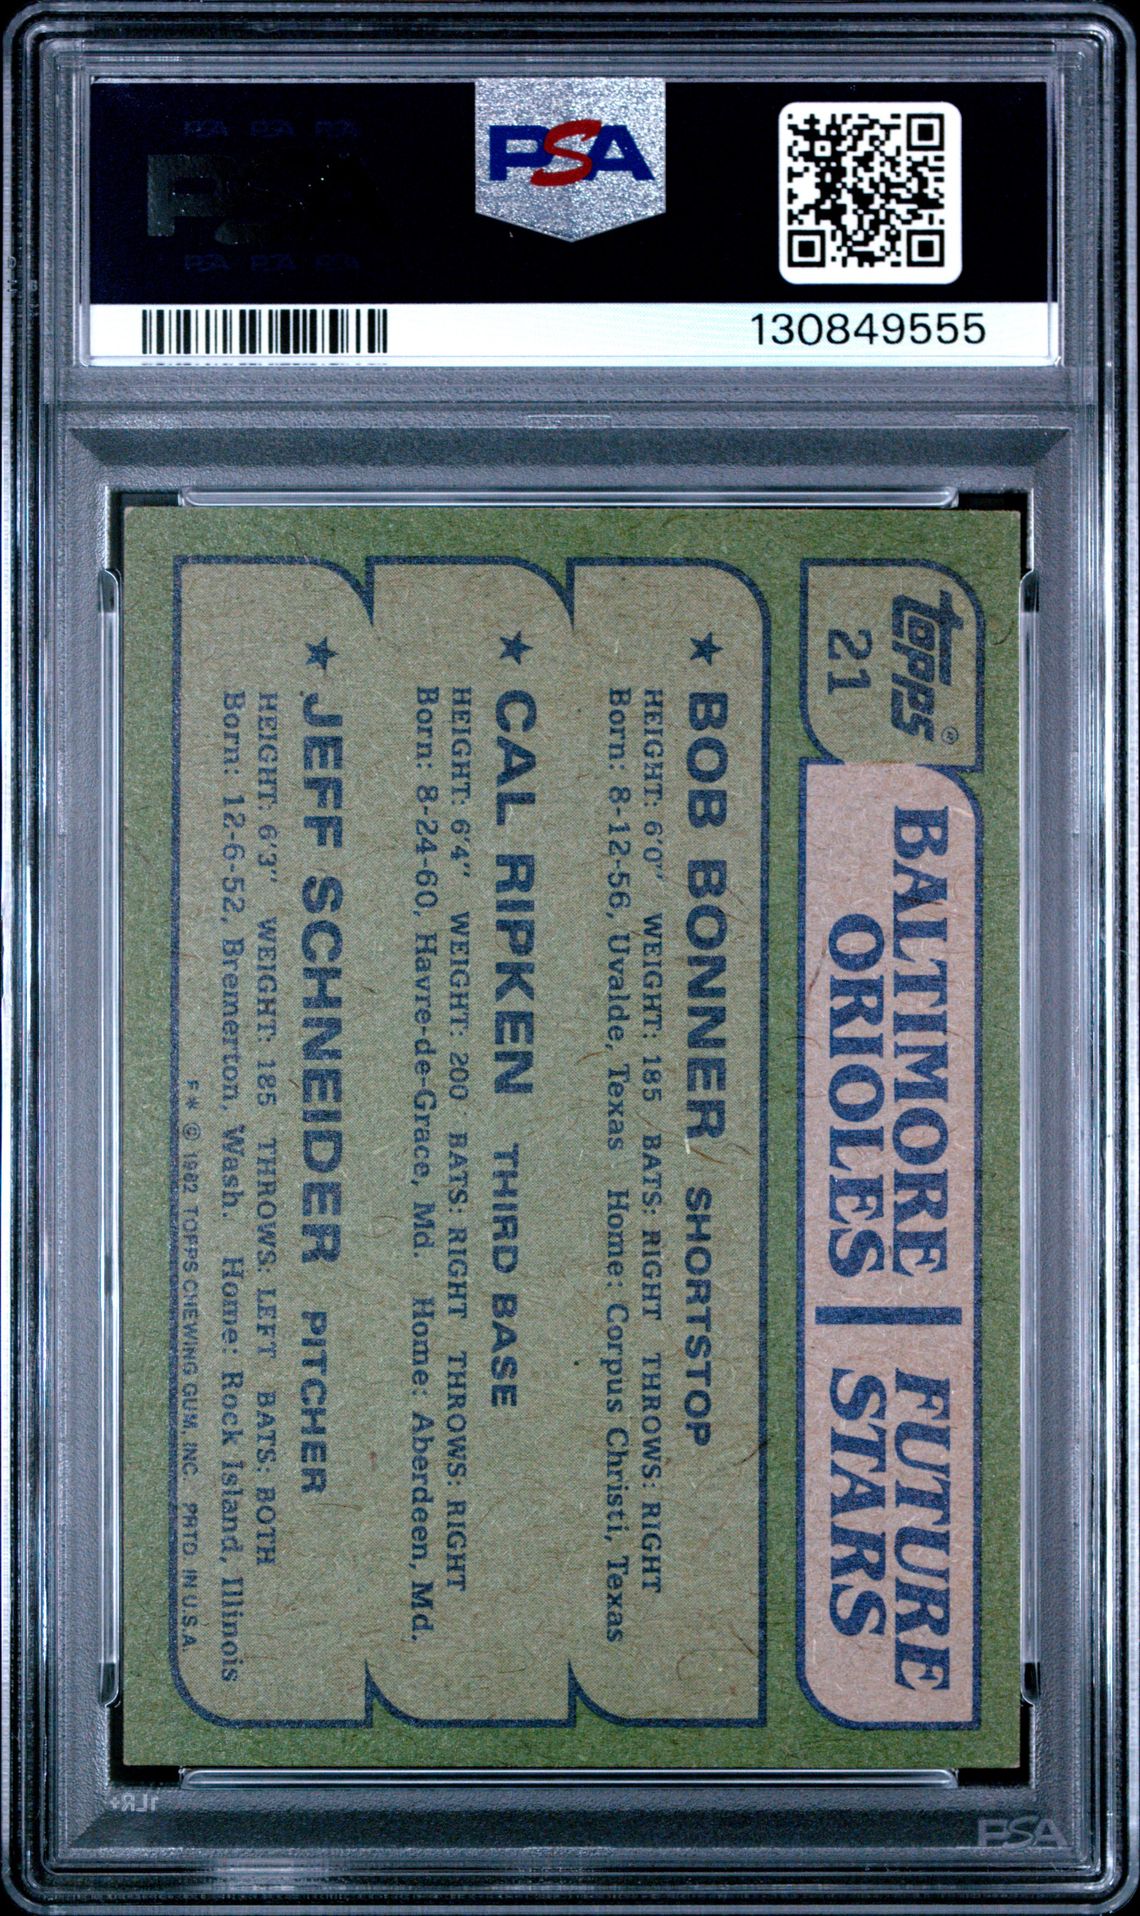 PSA
130849555
topps®
21
BALTIMORE | FUTURE
ORIOLES | STARS
★ BOB BONNER SHORTSTOP
HEIGHT: 6'0" WEIGHT: 185 BATS: RIGHT THROWS: RIGHT
Born: 8-12-56, Uvalde, Texas Home: Corpus Christi, Texas
★ CAL RIPKEN THIRD BASE
HEIGHT: 6'4" WEIGHT: 200 BATS: RIGHT THROWS: RIGHT
Born: 8-24-60, Havre-de-Grace, Md. Home: Aberdeen, Md.
★ JEFF SCHNEIDER PITCHER
HEIGHT: 6'3" WEIGHT: 185 THROWS: LEFT BATS: BOTH
Born: 12-6-52, Bremerton, Wash. Home: Rock Island, Illinois
F* © 1982 TOPPS CHEWING GUM, INC. PRTD. IN U.S.A.
1LR+
PSA